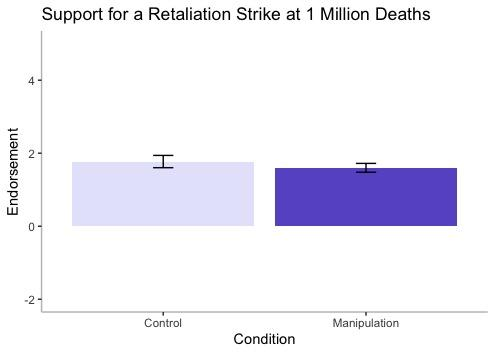 Support for a Retaliation Strike at 1 Million Deaths
Endorsement
4
2
0
-2
Control
Manipulation
Condition